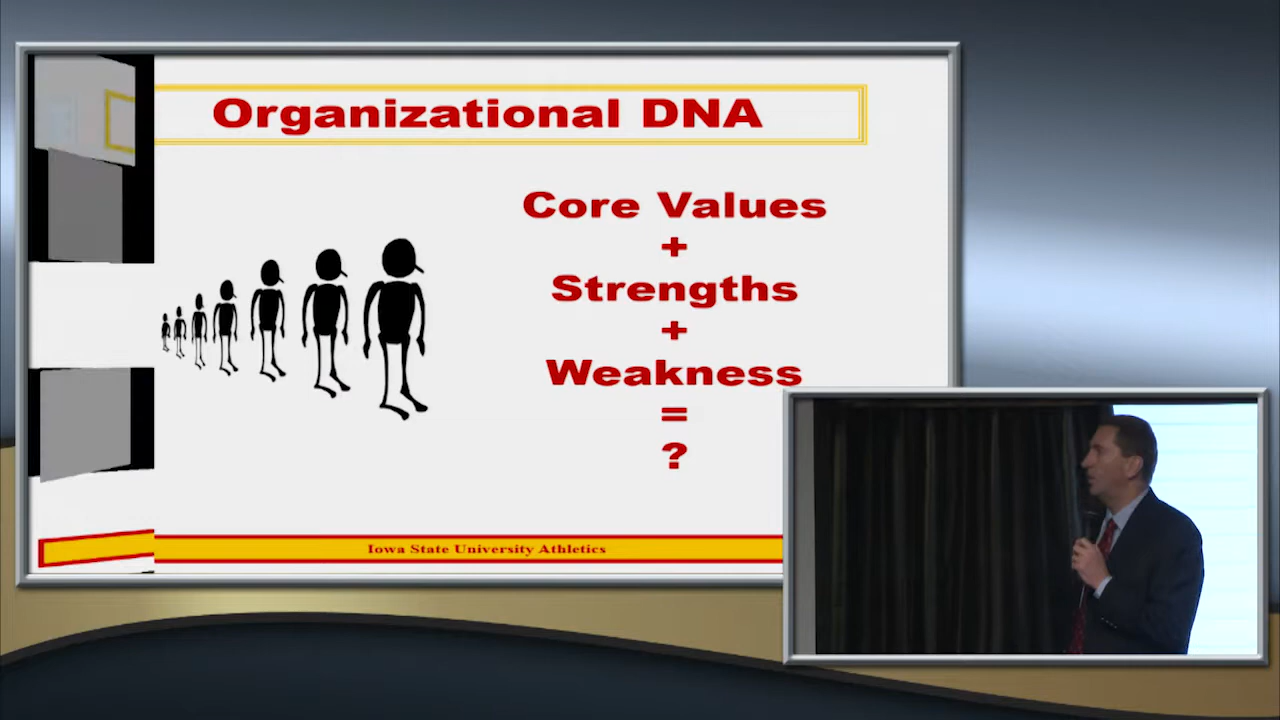 Organizational DNA
Core Values
+
Strengths
+
Weakness
=
?
Iowa State University Athletics